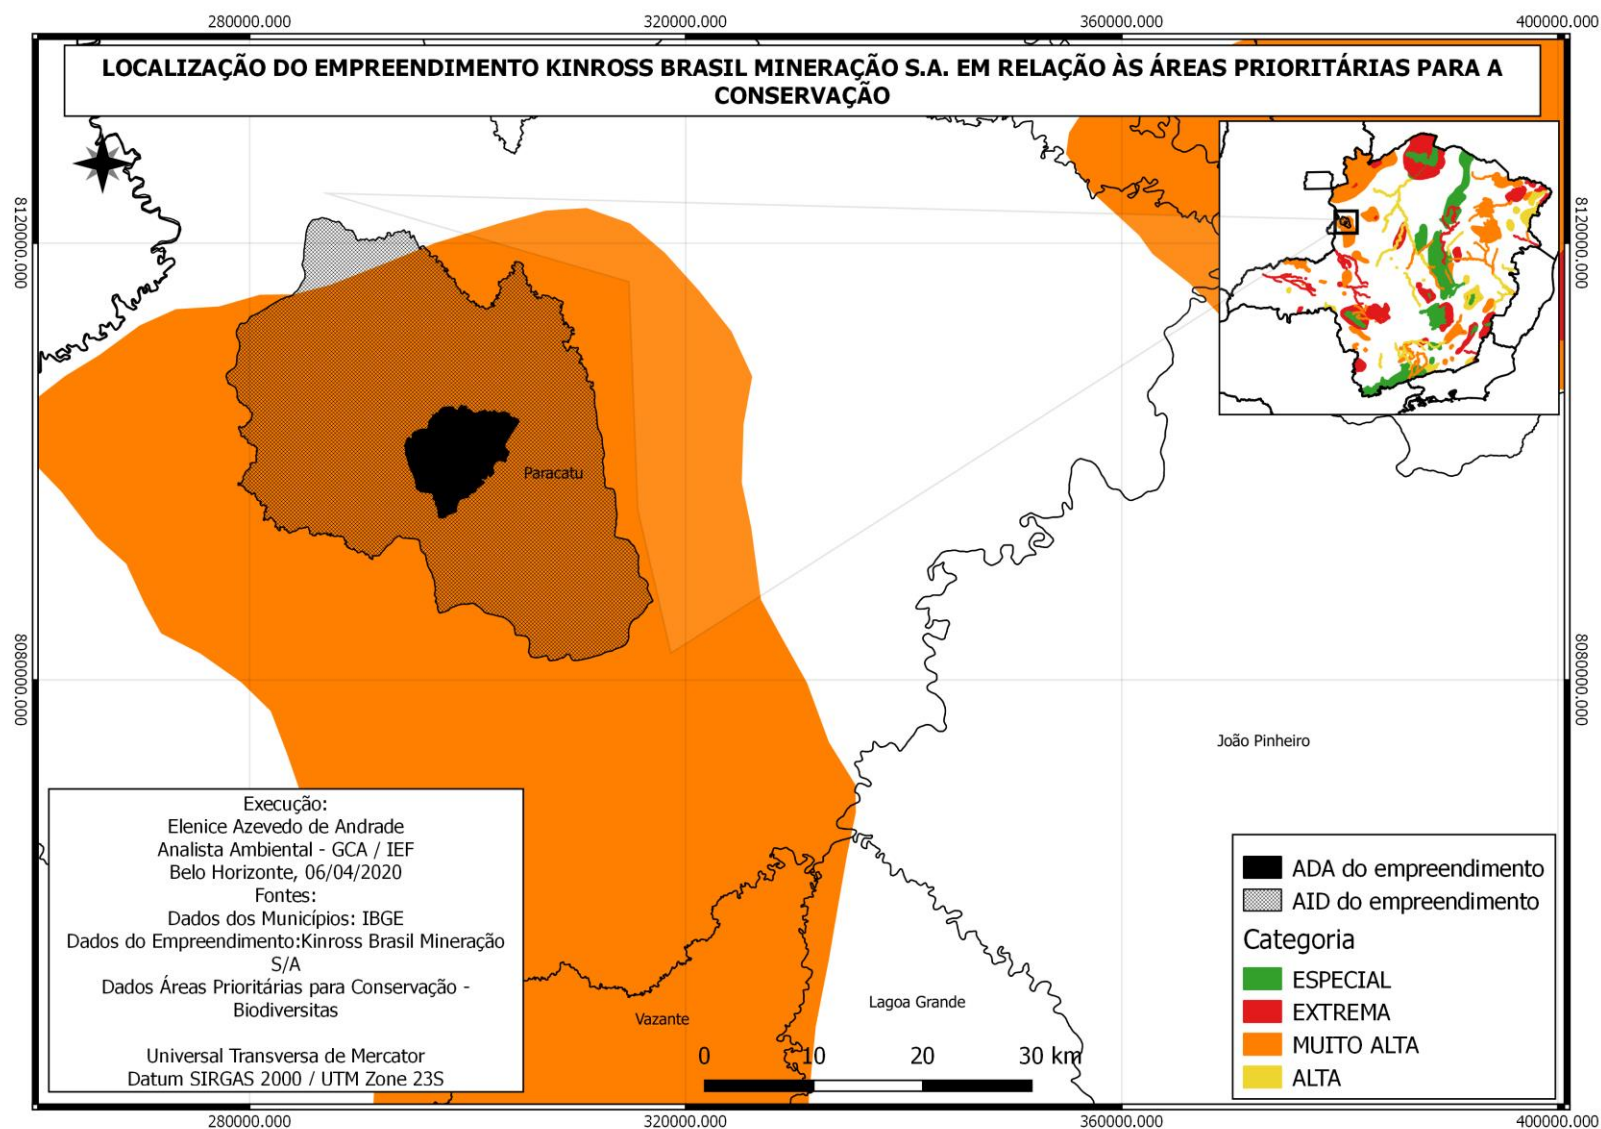 280000.000
320000.000
360000.000
400000.000
LOCALIZAÇÃO DO EMPREENDIMENTO KINROSS BRASIL MINERAÇÃO S.A. EM RELAÇÃO ÀS ÁREAS PRIORITÁRIAS PARA A
CONSERVAÇÃO
8120000.000
8120000.000
Paracatu
8080000.000
8080000.000
João Pinheiro
Execução:
Elenice Azevedo de Andrade
Analista Ambiental - GCA / IEF
Belo Horizonte, 06/04/2020
Fontes:
Dados dos Municípios: IBGE
Dados do Empreendimento:Kinross Brasil Mineração
S/A
Dados Áreas Prioritárias para Conservação -
Biodiversitas
Universal Transversa de Mercator
Datum SIRGAS 2000 / UTM Zone 23S
Vazante
Lagoa Grande
0 10 20 30 km
ADA do empreendimento
AID do empreendimento
Categoria
ESPECIAL
EXTREMA
MUITO ALTA
ALTA
280000.000
320000.000
360000.000
400000.000